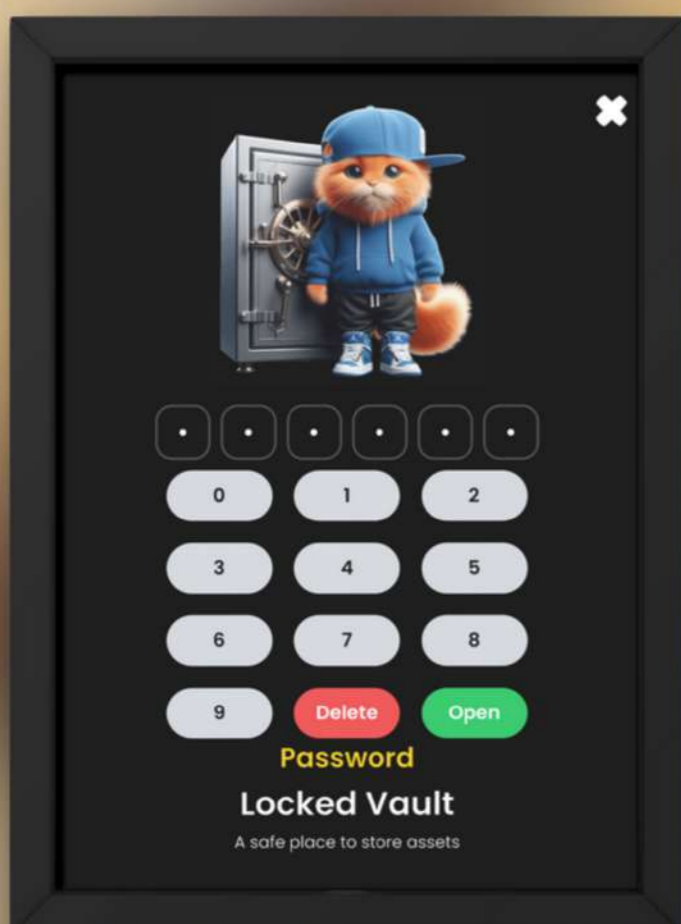 0 1 2
3 4 5
6 7 8
9 Delete Open
Password
Locked Vault
A safe place to store assets